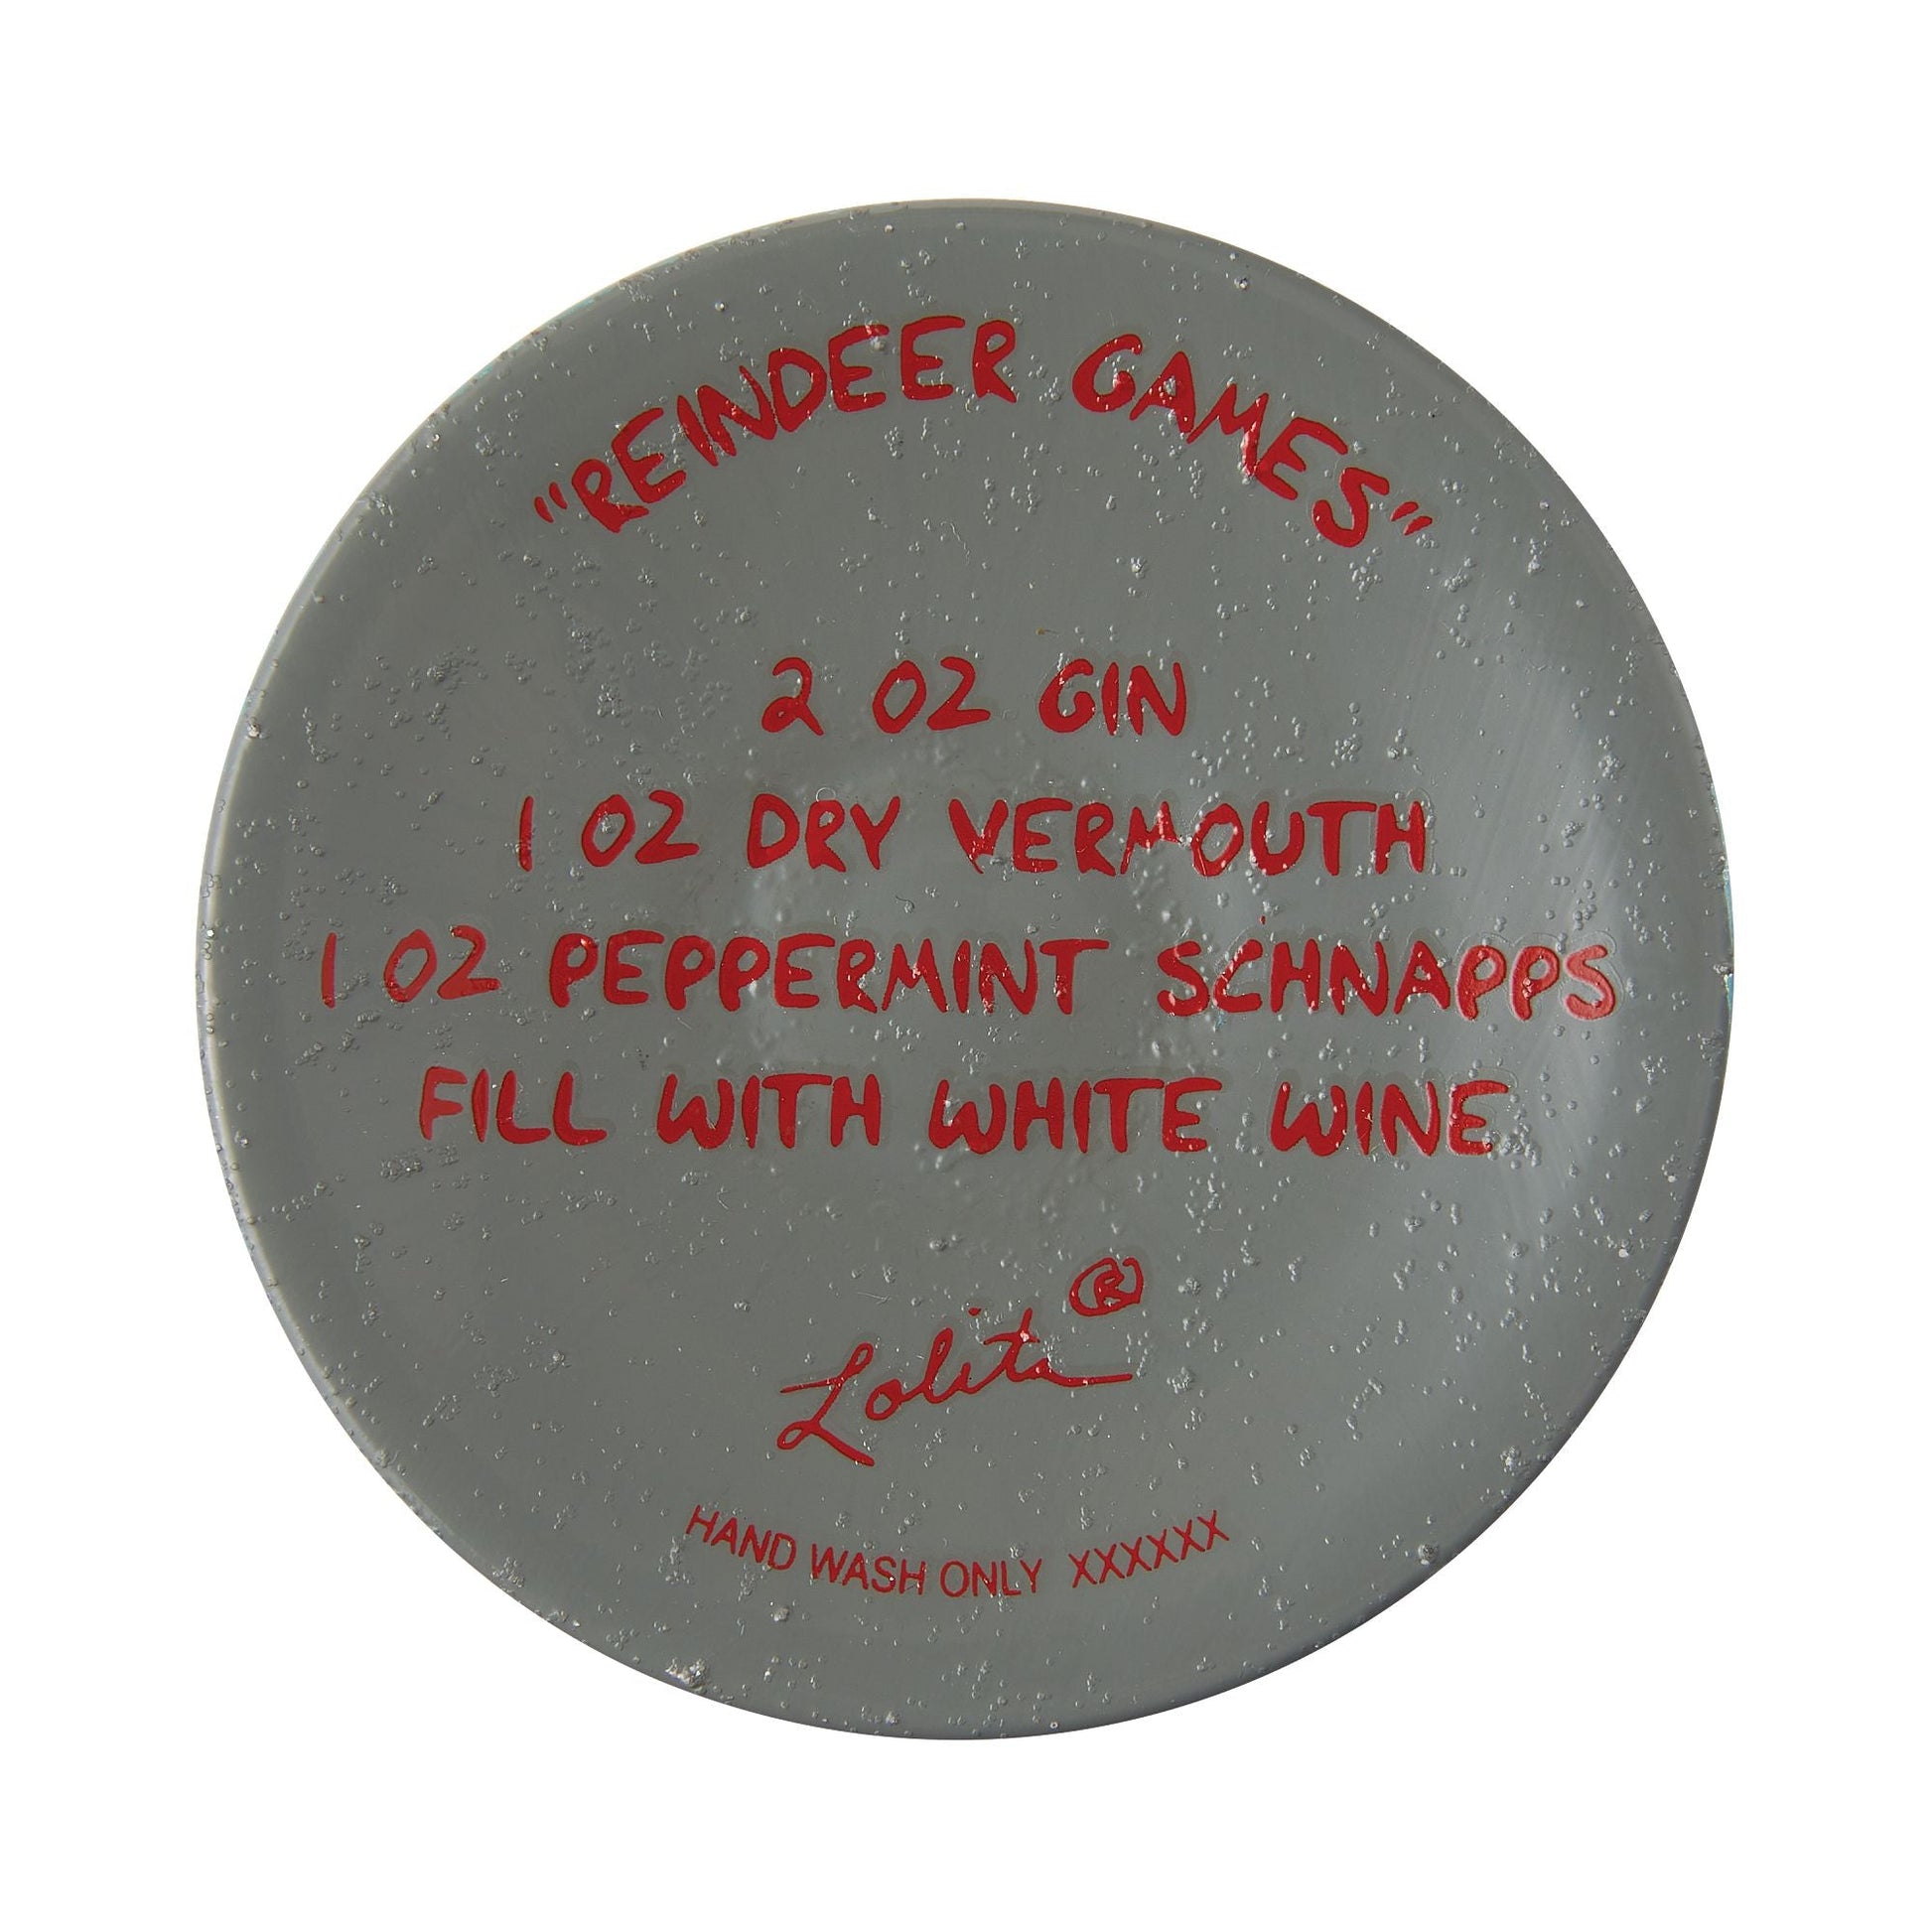 "REINDEER GAMES"
2 OZ GIN
1 OZ DRY VERMOUTH
1 OZ PEPPERMINT SCHNAPPS
FILL WITH WHITE WINE
Lolita®
HAND WASH ONLY XXXXXX